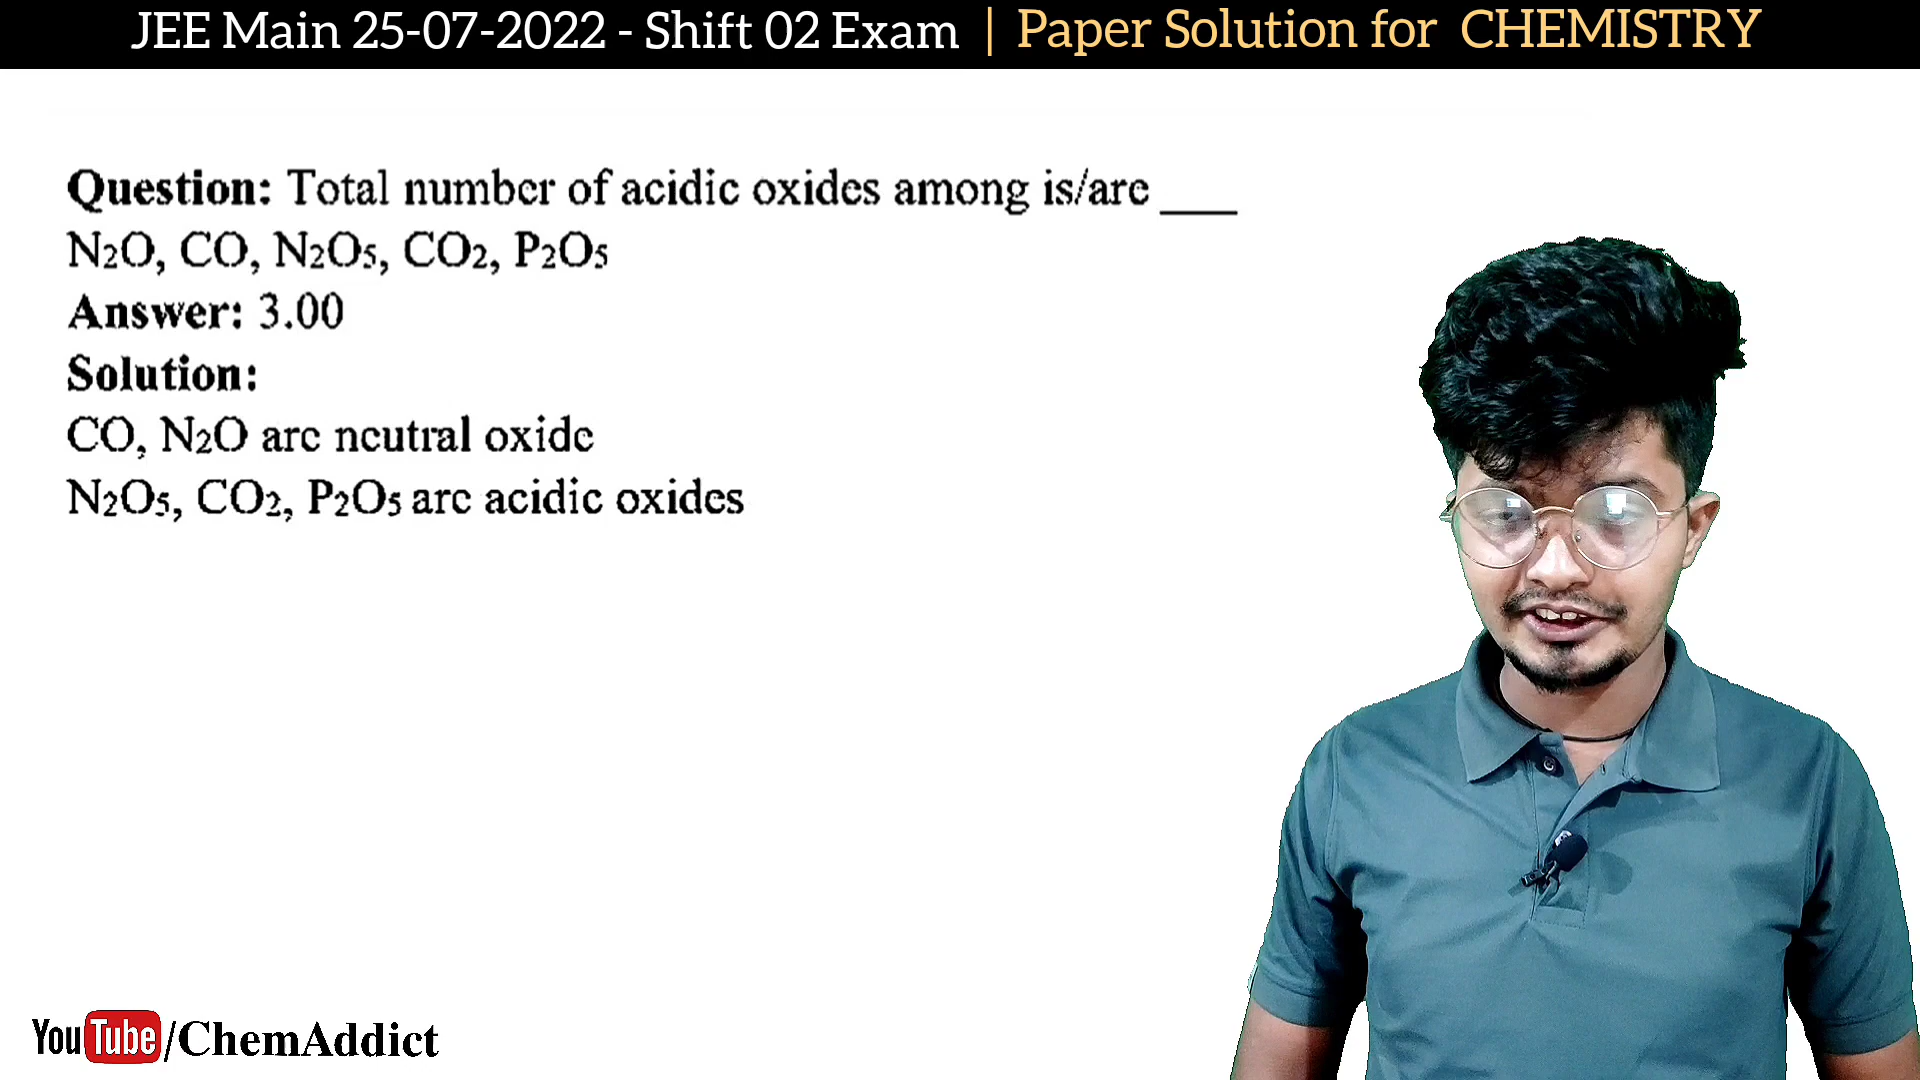 JEE Main 25-07-2022 - Shift 02 Exam | Paper Solution for CHEMISTRY
Question: Total number of acidic oxides among is/are ___
N₂O, CO, N₂O₅, CO₂, P₂O₅
Answer: 3.00
Solution:
CO, N₂O are neutral oxide
N₂O₅, CO₂, P₂O₅ are acidic oxides
YouTube/ChemAddict